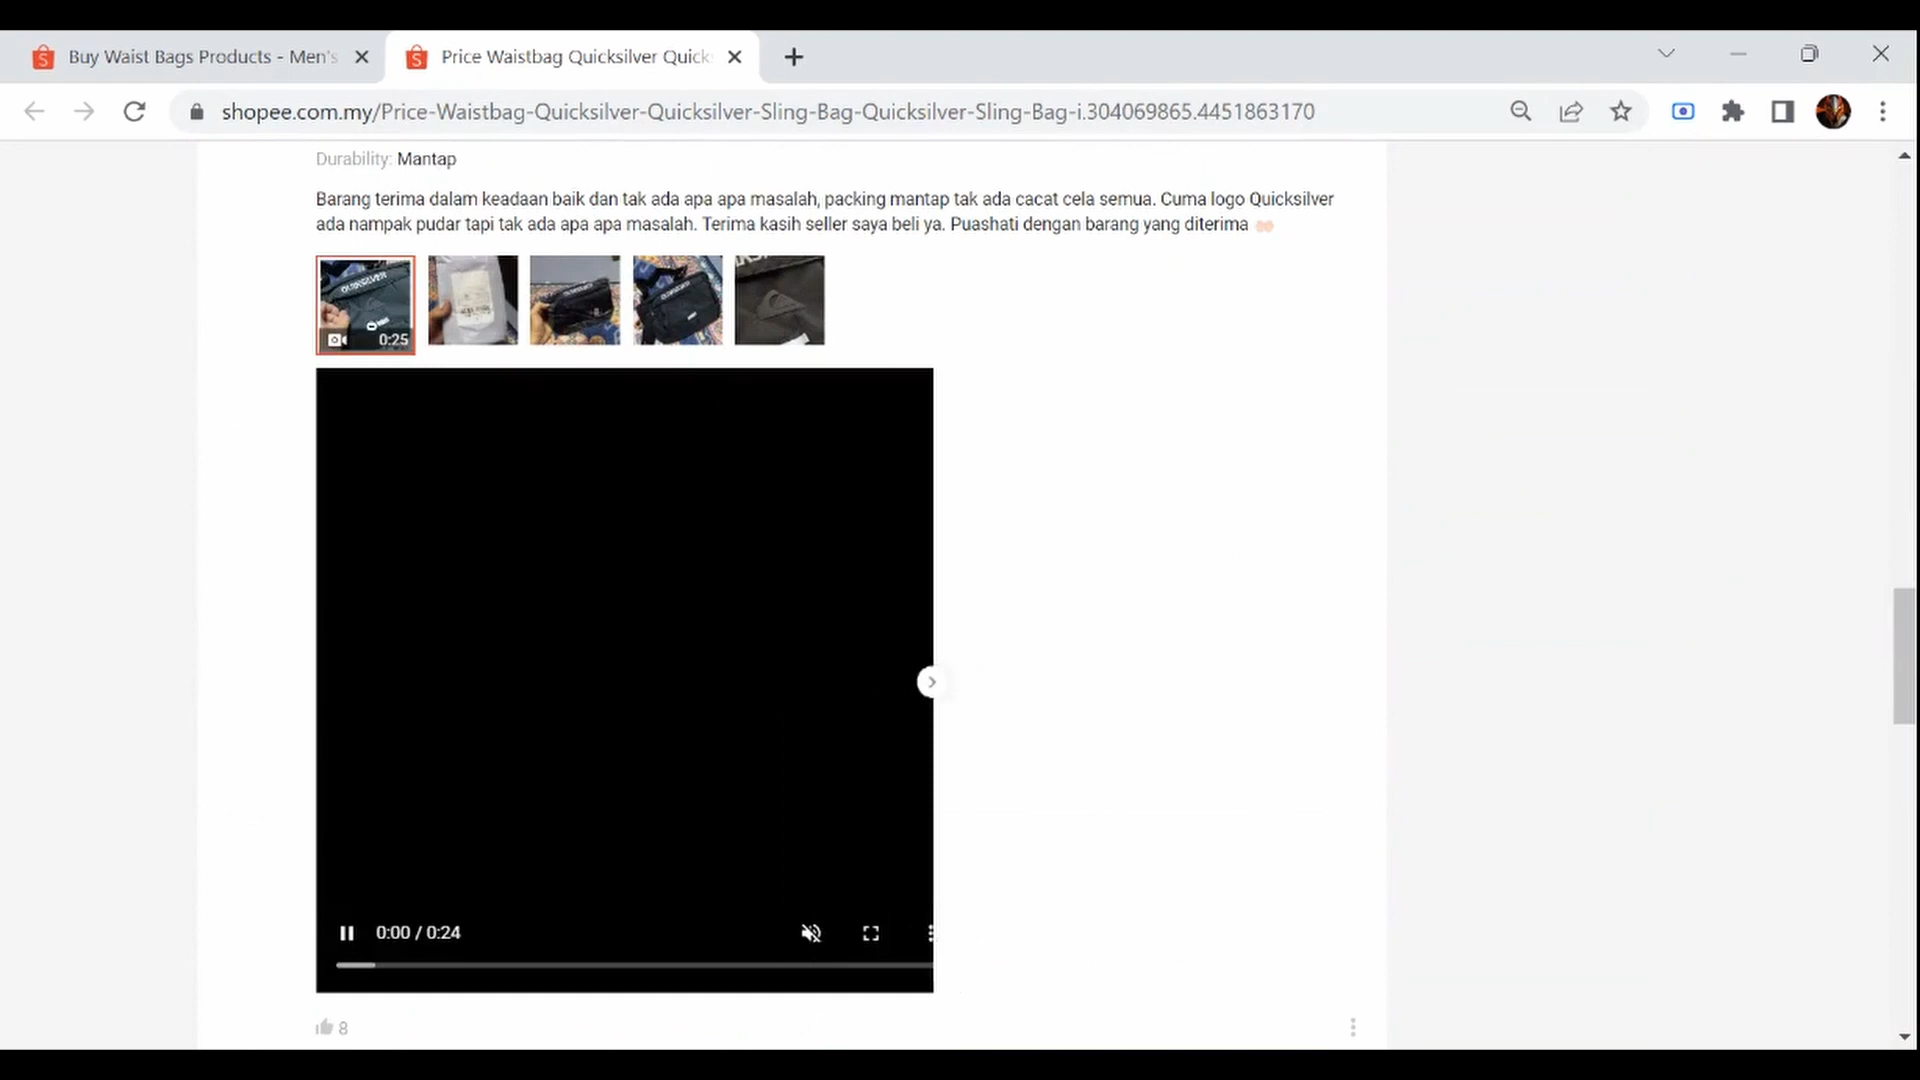 Buy Waist Bags Products - Men's
Price Waistbag Quicksilver Quick
shopee.com.my/Price-Waistbag-Quicksilver-Quicksilver-Sling-Bag-Quicksilver-Sling-Bag-i.304069865.4451863170
Durability: Mantap
Barang terima dalam keadaan baik dan tak ada apa apa masalah, packing mantap tak ada cacat cela semua. Cuma logo Quicksilver
ada nampak pudar tapi tak ada apa apa masalah. Terima kasih seller saya beli ya. Puashati dengan barang yang diterima
QUIKSILVER
0:25
0:00 / 0:24
8